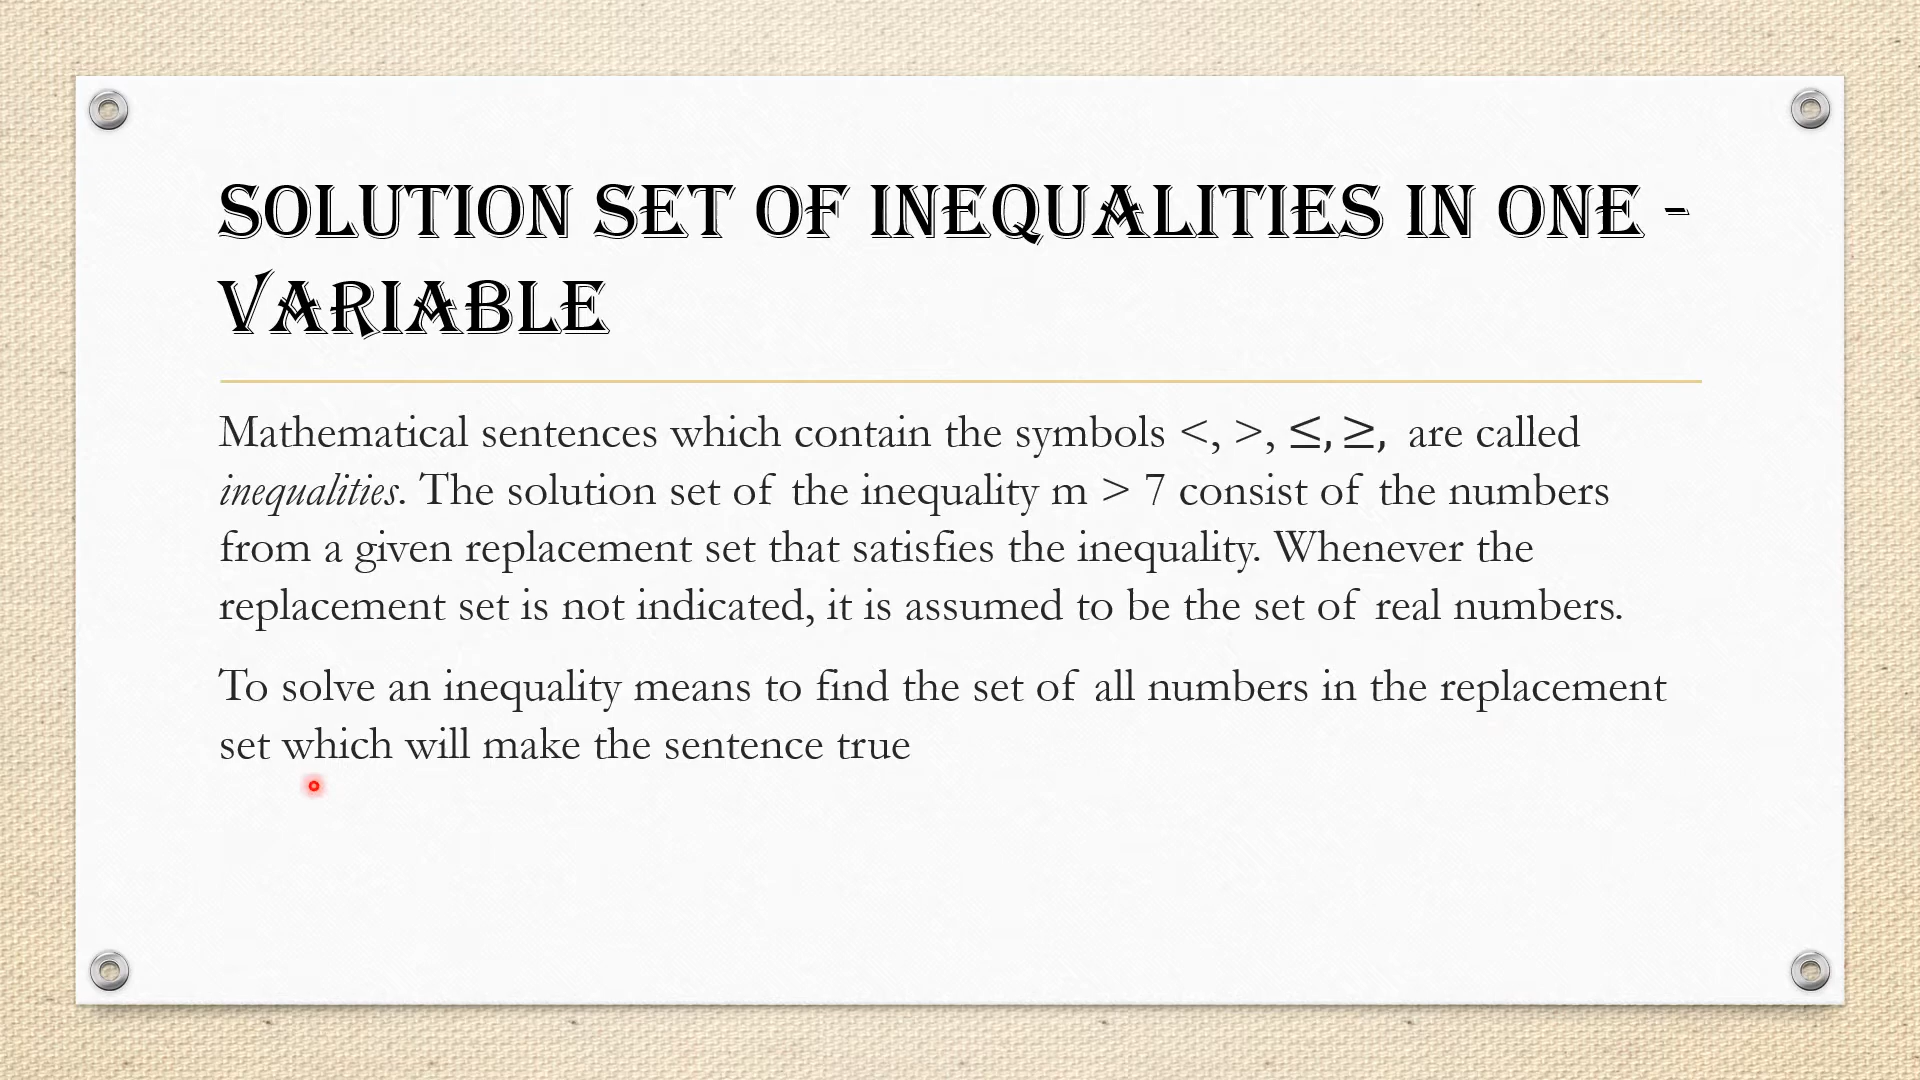 SOLUTION SET OF INEQUALITIES IN ONE -
VARIABLE
Mathematical sentences which contain the symbols <, >, ≤, ≥, are called
inequalities. The solution set of the inequality m > 7 consist of the numbers
from a given replacement set that satisfies the inequality. Whenever the
replacement set is not indicated, it is assumed to be the set of real numbers.
To solve an inequality means to find the set of all numbers in the replacement
set which will make the sentence true